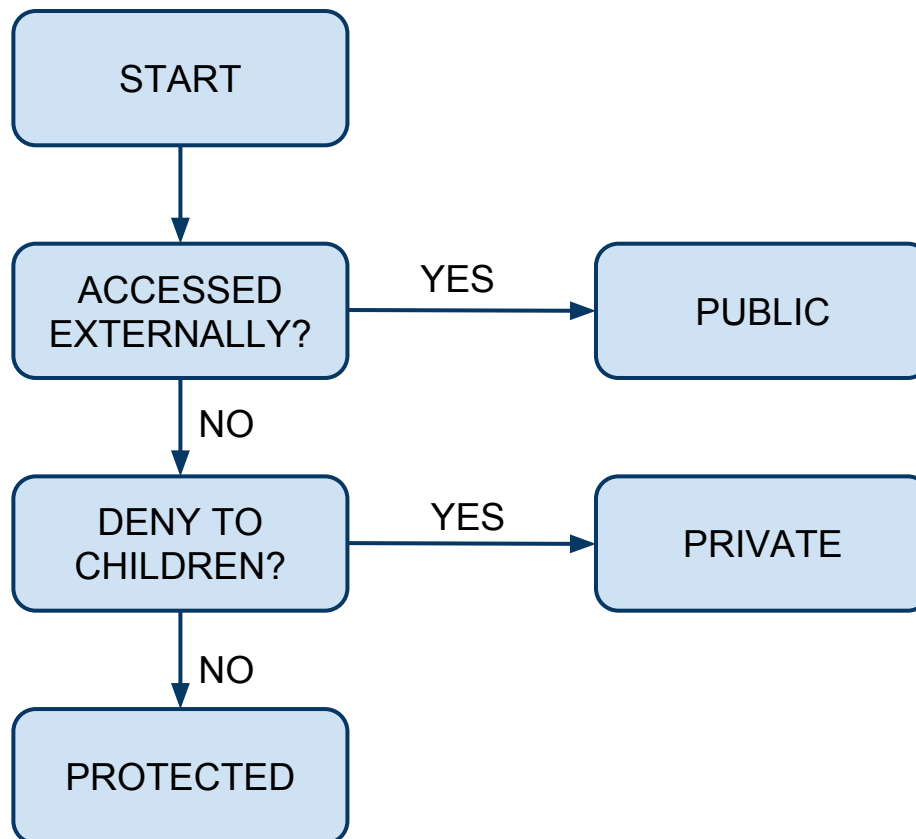 START
ACCESSED
EXTERNALLY?
YES
PUBLIC
NO
DENY TO
CHILDREN?
YES
PRIVATE
NO
PROTECTED